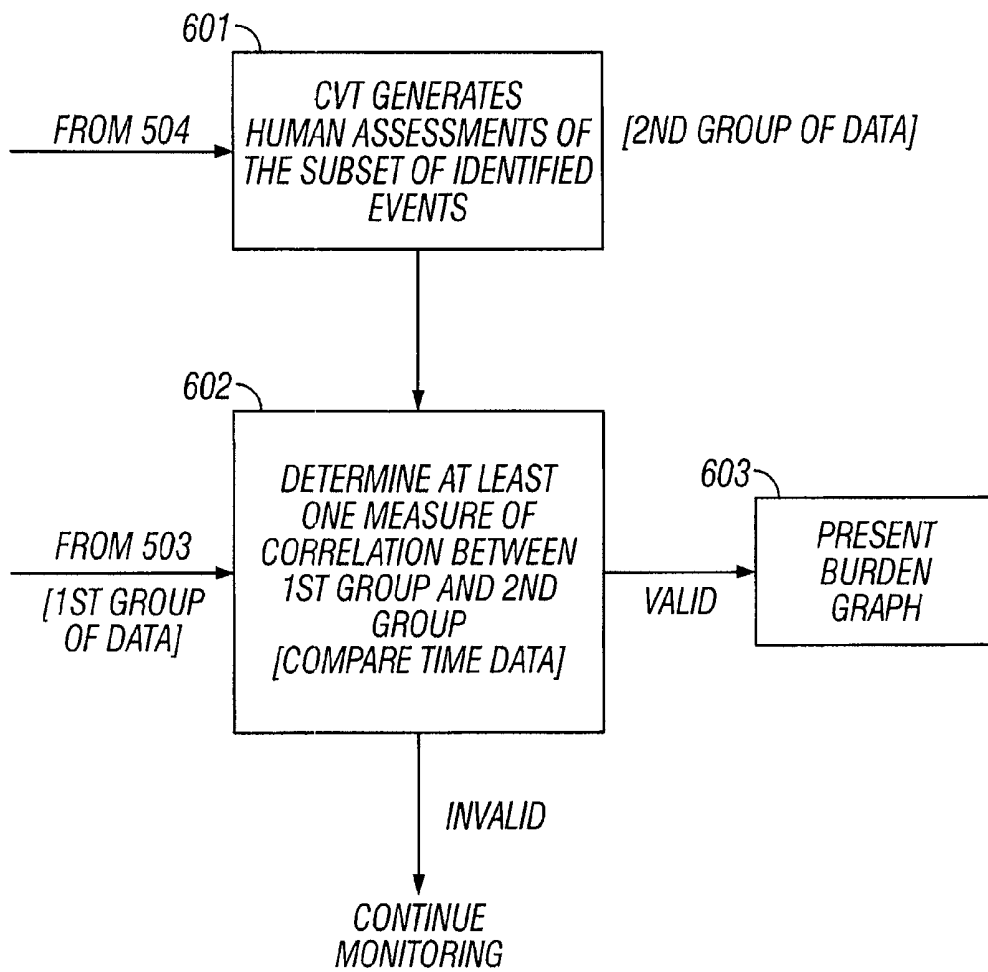 601
CVT GENERATES
HUMAN ASSESSMENTS OF
THE SUBSET OF IDENTIFIED
EVENTS
FROM 504
[2ND GROUP OF DATA]
602
DETERMINE AT LEAST
ONE MEASURE OF
CORRELATION BETWEEN
1ST GROUP AND 2ND
GROUP
[COMPARE TIME DATA]
FROM 503
[1ST GROUP
OF DATA]
VALID
603
PRESENT
BURDEN
GRAPH
INVALID
CONTINUE
MONITORING